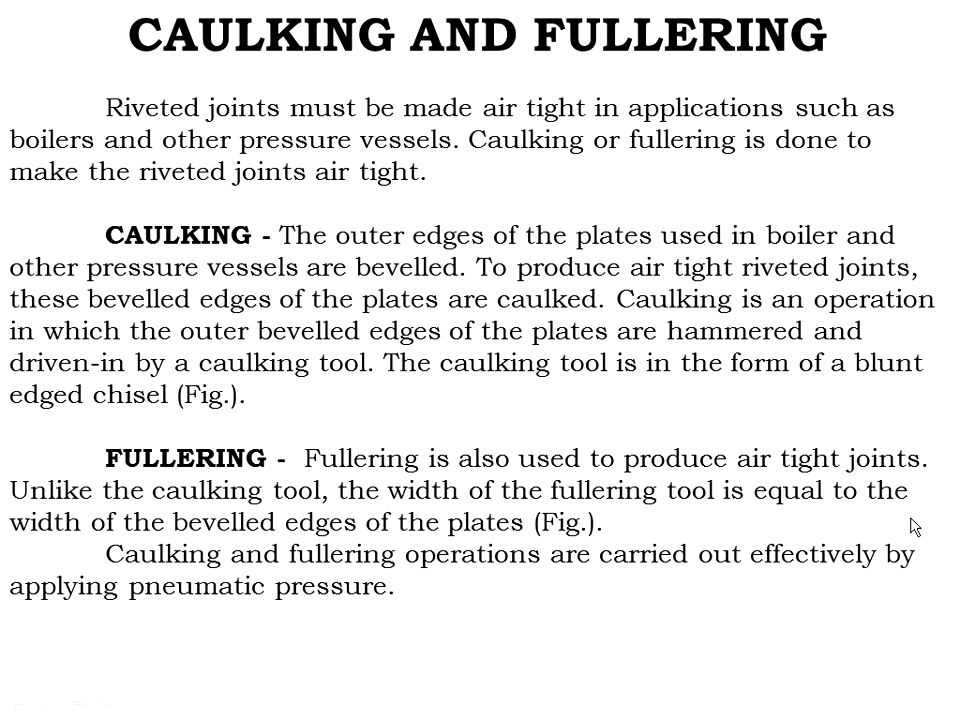 CAULKING AND FULLERING
Riveted joints must be made air tight in applications such as
boilers and other pressure vessels. Caulking or fullering is done to
make the riveted joints air tight.
CAULKING - The outer edges of the plates used in boiler and
other pressure vessels are bevelled. To produce air tight riveted joints,
these bevelled edges of the plates are caulked. Caulking is an operation
in which the outer bevelled edges of the plates are hammered and
driven-in by a caulking tool. The caulking tool is in the form of a blunt
edged chisel (Fig.).
FULLERING - Fullering is also used to produce air tight joints.
Unlike the caulking tool, the width of the fullering tool is equal to the
width of the bevelled edges of the plates (Fig.).
Caulking and fullering operations are carried out effectively by
applying pneumatic pressure.